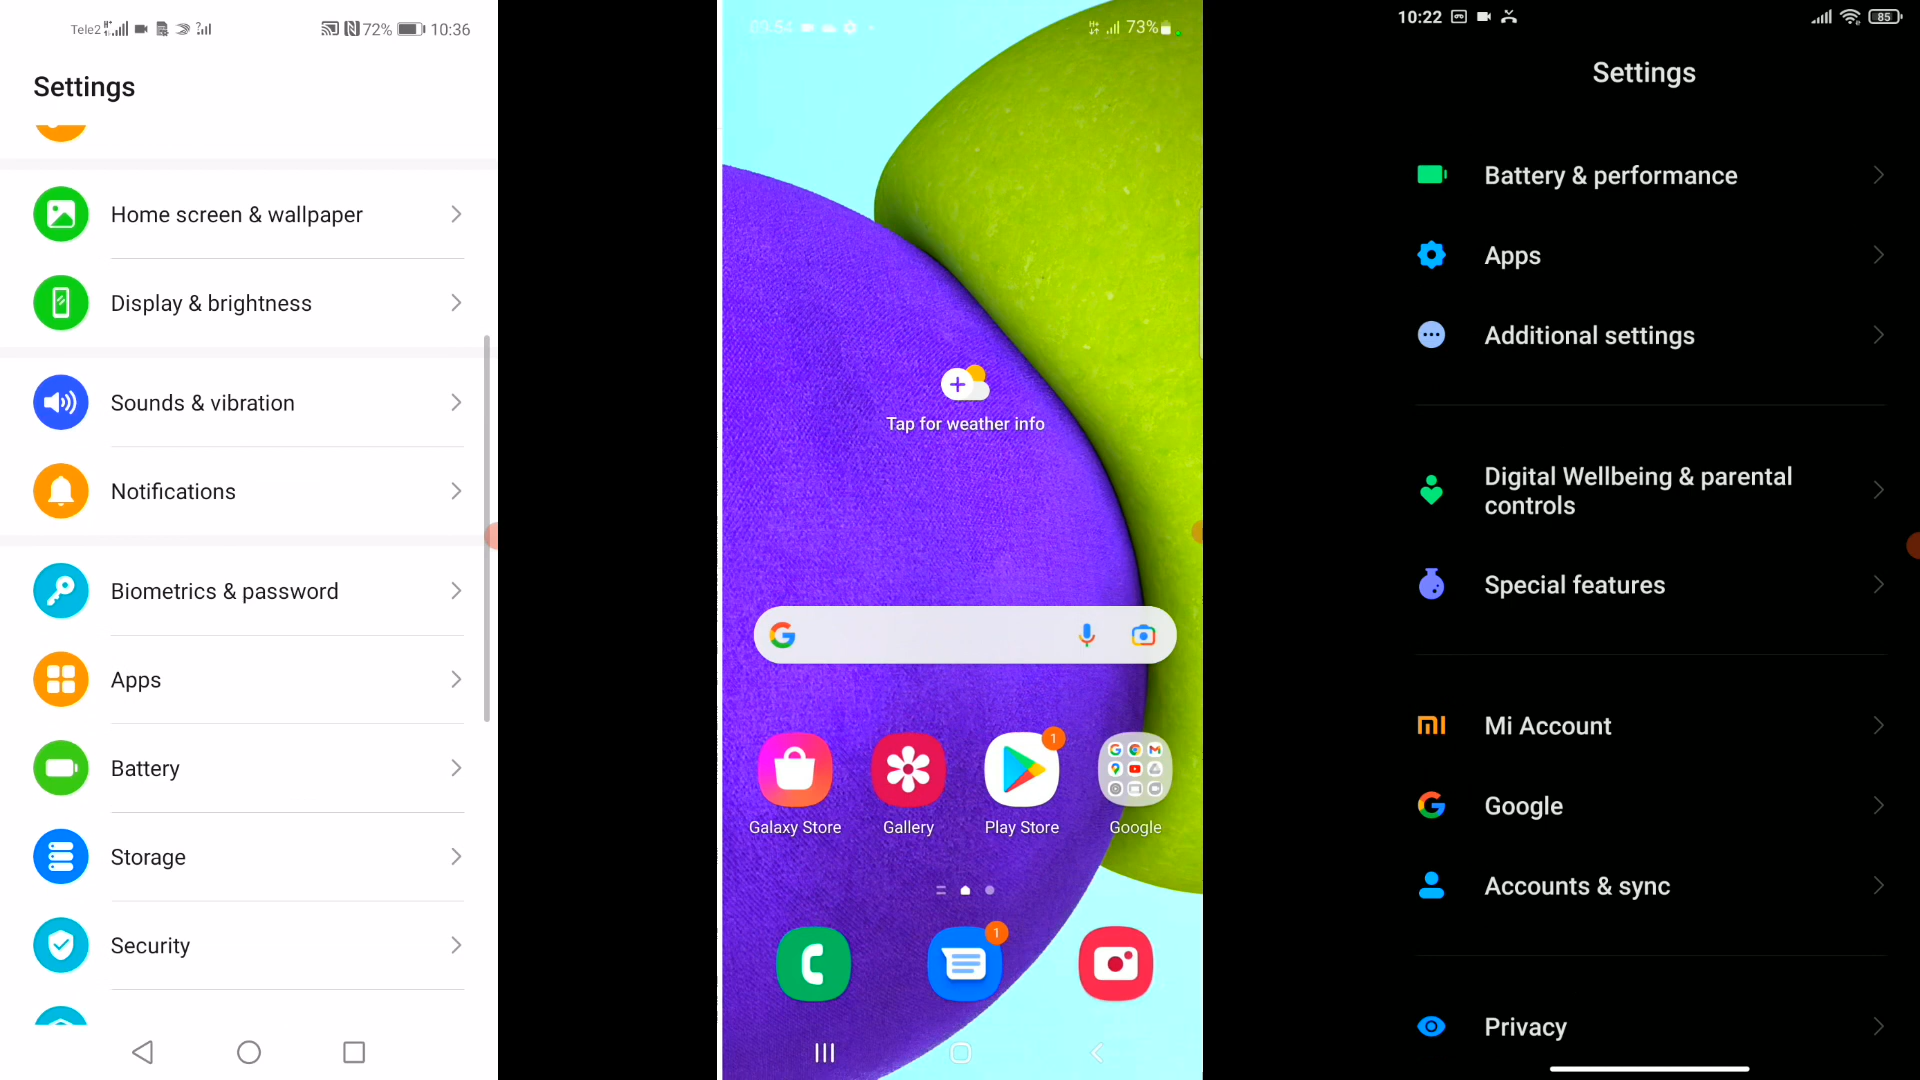 Tele2 72% 10:36
Settings
Home screen & wallpaper
Display & brightness
Sounds & vibration
Notifications
Biometrics & password
Apps
Battery
Storage
Security
73%
Tap for weather info
1
Galaxy Store Gallery Play Store Google
1
10:22 85
Settings
Battery & performance
Apps
Additional settings
Digital Wellbeing & parental
controls
Special features
Mi Account
Google
Accounts & sync
Privacy